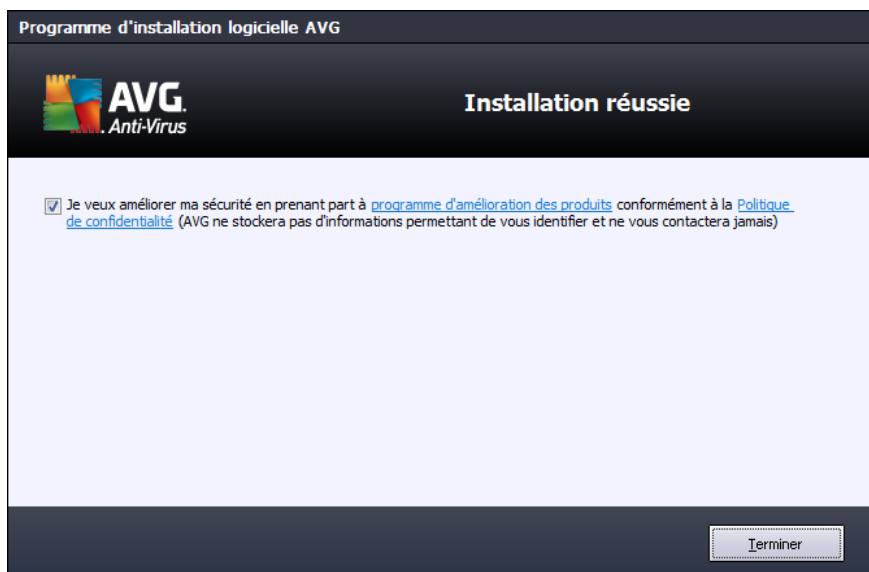 Programme d'installation logicielle AVG
AVG.
Anti-Virus
Installation réussie
Je veux améliorer ma sécurité en prenant part à programme d'amélioration des produits conformément à la Politique
de confidentialité (AVG ne stockera pas d'informations permettant de vous identifier et ne vous contactera jamais)
Terminer